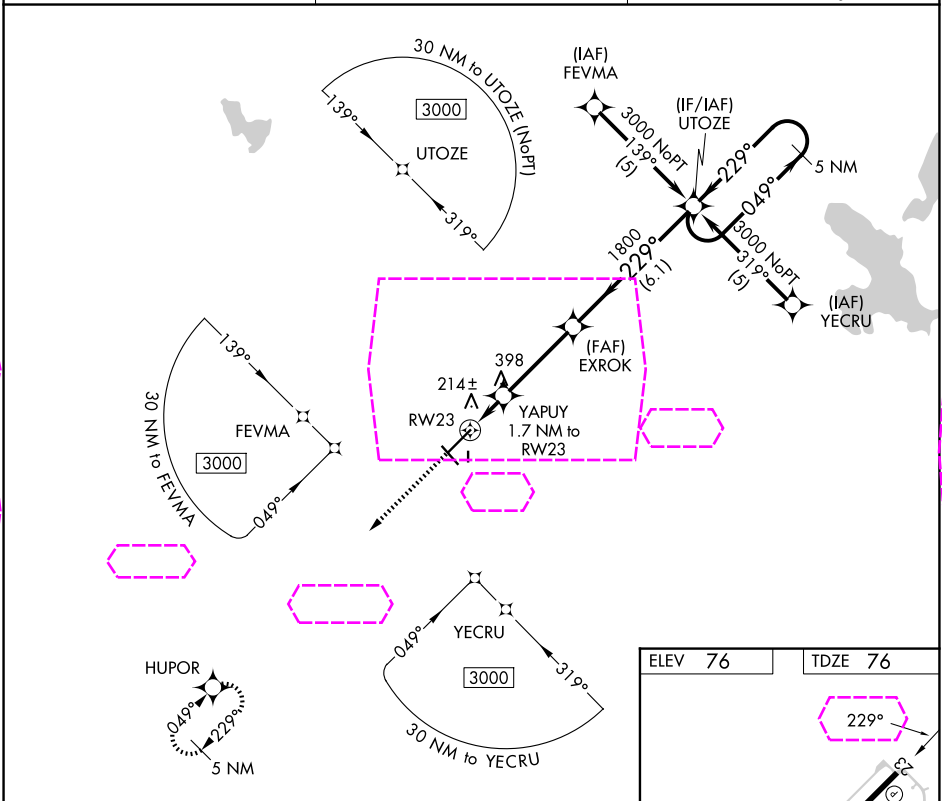 30 NM to UTOZE (NoPT)
139°
3000
UTOZE
319°
(IAF)
FEVMA
3000 NoPT
139°
(5)
(IF/IAF)
UTOZE
229°
049°
5 NM
3000 NoPT
319°
(5)
(IAF)
YECRU
1800
229°
(6.1)
(FAF)
EXROK
398
214±
RW23
YAPUY
1.7 NM to
RW23
139°
FEVMA
30 NM to FEVMA
3000
049°
049°
YECRU
3000
319°
30 NM to YECRU
HUPOR
049°
229°
5 NM
ELEV 76
TDZE 76
229°
23
P